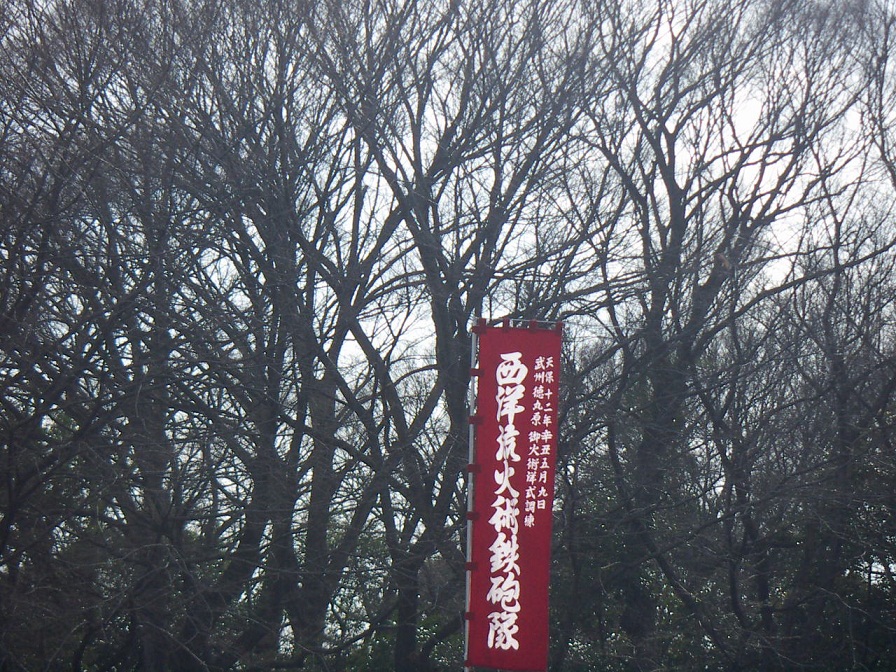 天保十二年辛丑五月九日
武州徳丸原 御火術洋式調練
西洋流火術鉄砲隊